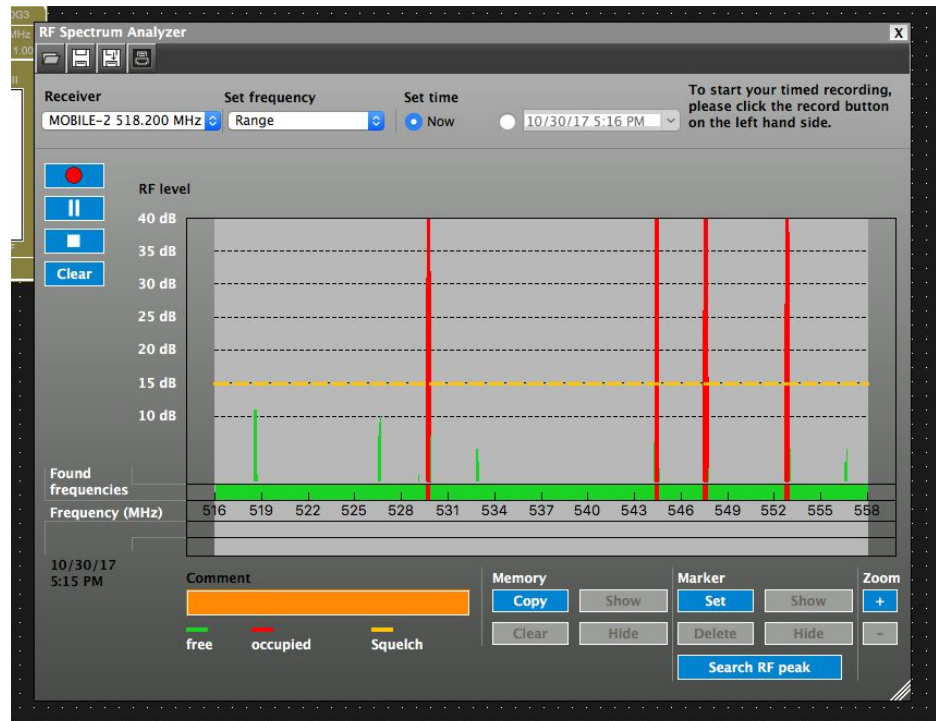 OG3
MHz
1.00
RF Spectrum Analyzer
X
Receiver
Set frequency
Set time
MOBILE-2 518.200 MHz
Range
Now
10/30/17 5:16 PM
To start your timed recording,
please click the record button
on the left hand side.
RF level
Clear
40 dB
35 dB
30 dB
25 dB
20 dB
15 dB
10 dB
Found
frequencies
Frequency (MHz)
516 519 522 525 528 531 534 537 540 543 546 549 552 555 558
10/30/17
5:15 PM
Comment
free
occupied
Squelch
Memory
Copy
Show
Clear
Hide
Marker
Set
Show
Delete
Hide
Search RF peak
Zoom
+
-